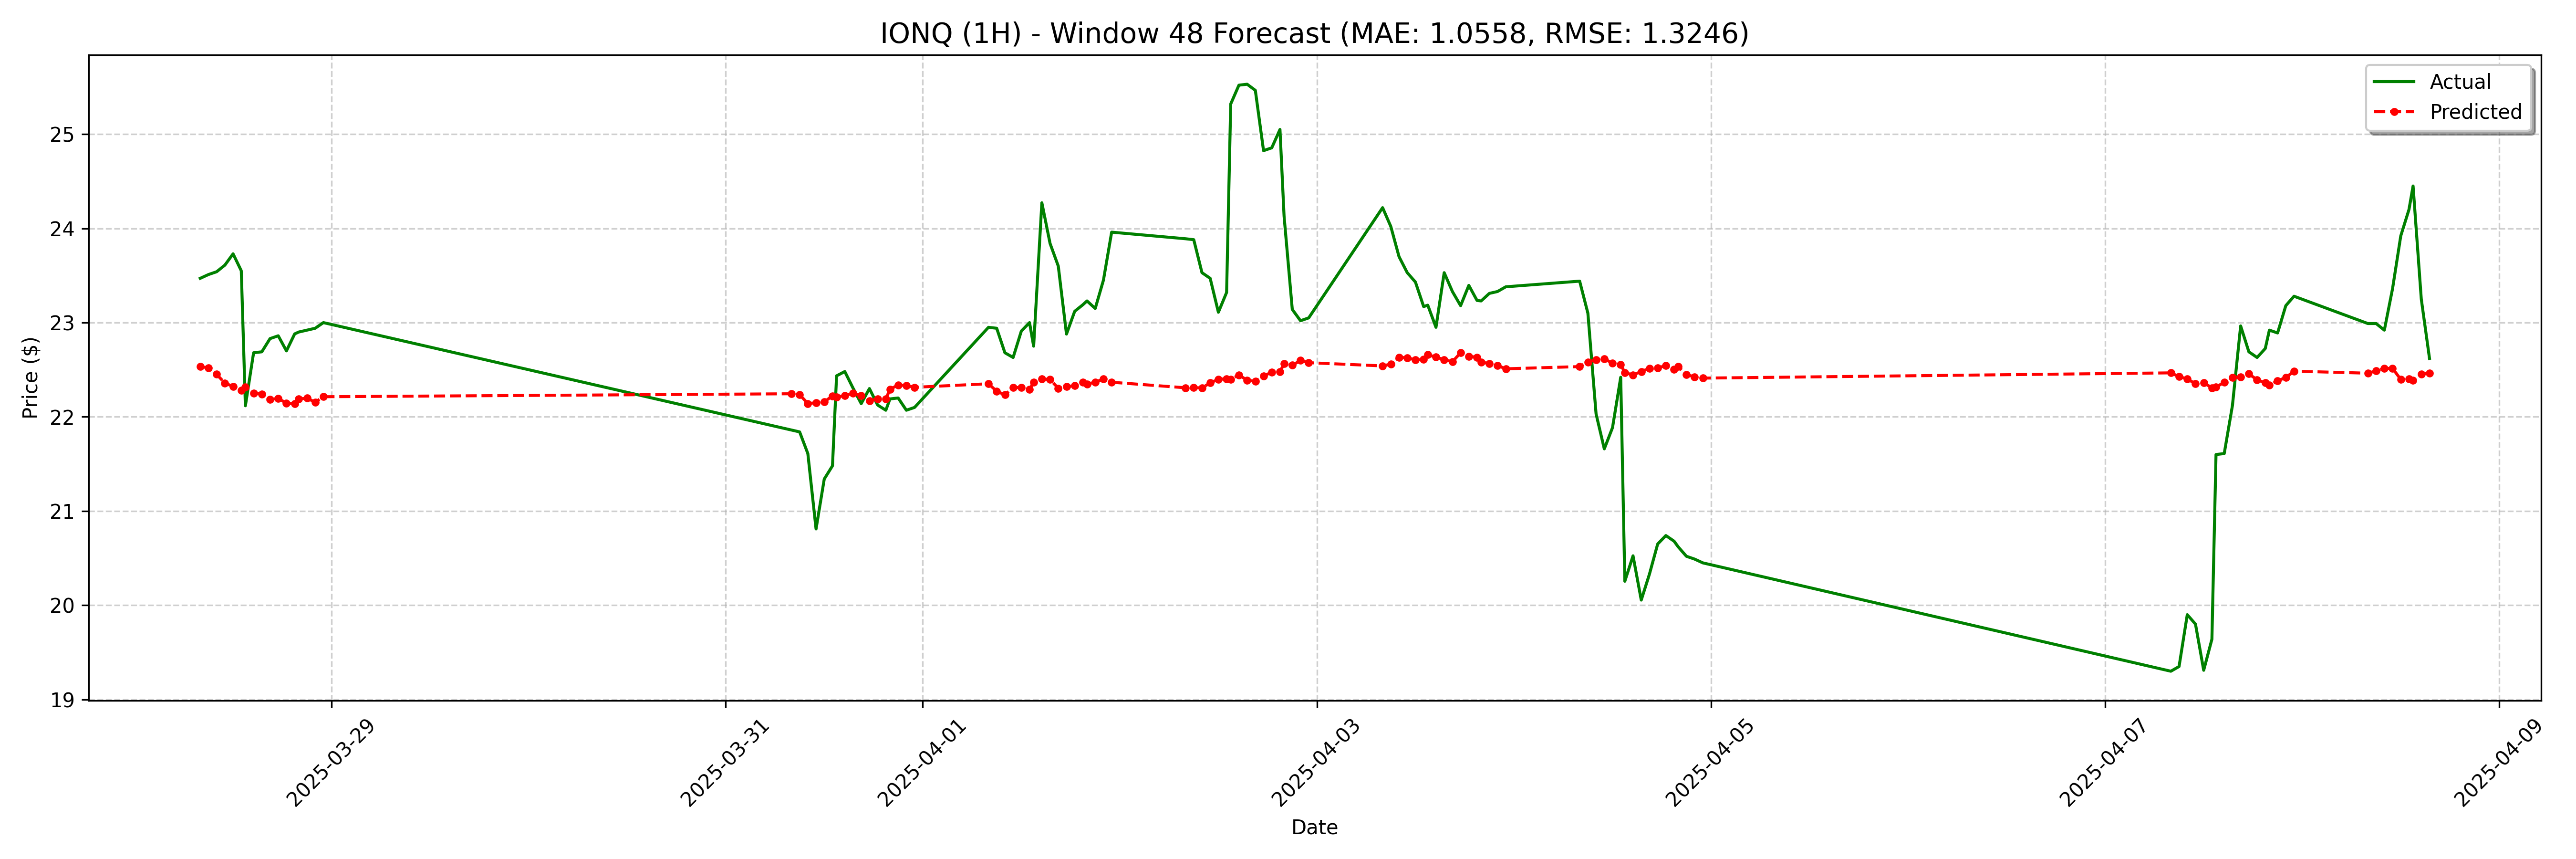 IONQ (1H) - Window 48 Forecast (MAE: 1.0558, RMSE: 1.3246)
Actual
Predicted
Price ($)
25
24
23
22
21
20
19
2025-03-29
2025-03-31
2025-04-01
2025-04-03
2025-04-05
2025-04-07
2025-04-09
Date